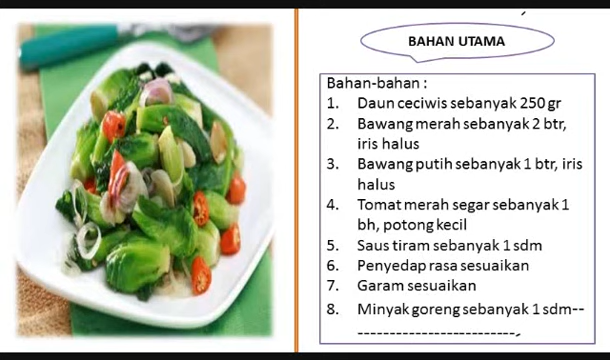 BAHAN UTAMA
Bahan-bahan :
1. Daun ceciwis sebanyak 250 gr
2. Bawang merah sebanyak 2 btr,
iris halus
3. Bawang putih sebanyak 1 btr, iris
halus
4. Tomat merah segar sebanyak 1
bh, potong kecil
5. Saus tiram sebanyak 1 sdm
6. Penyedap rasa sesuaikan
7. Garam sesuaikan
8. Minyak goreng sebanyak 1 sdm--
-------------------------,